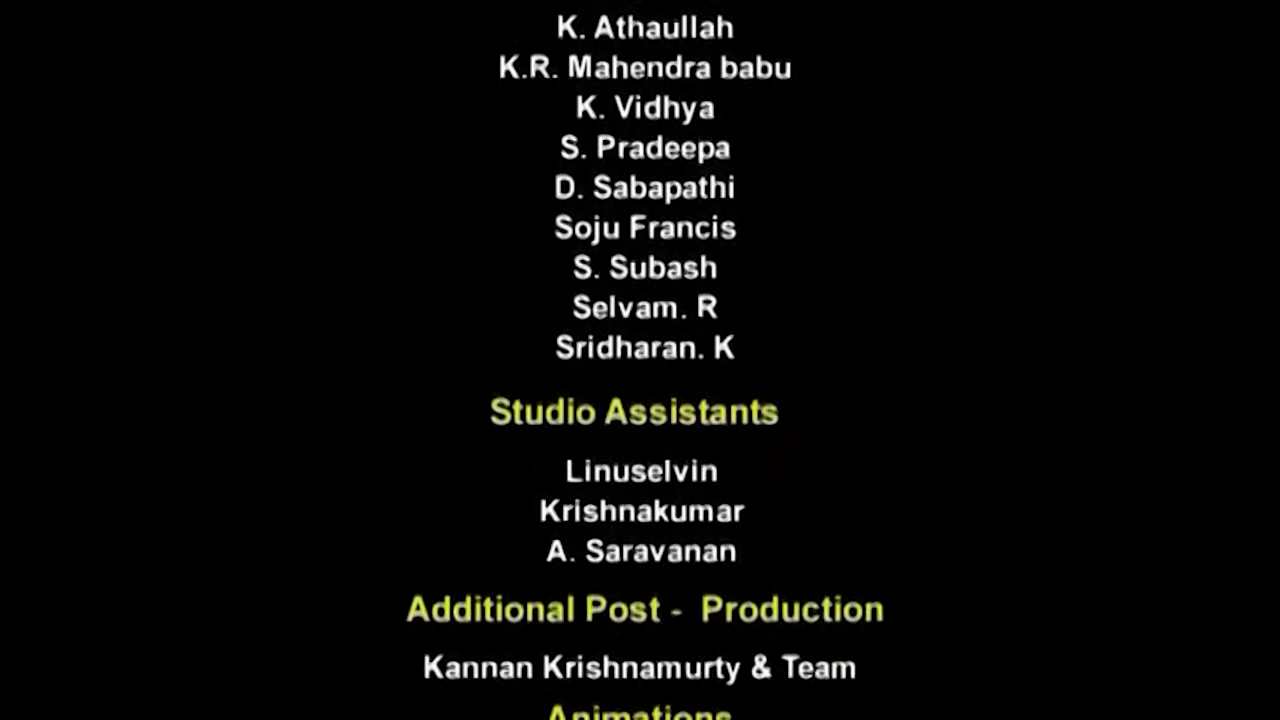 K. Athaullah
K.R. Mahendra babu
K. Vidhya
S. Pradeepa
D. Sabapathi
Soju Francis
S. Subash
Selvam. R
Sridharan. K
Studio Assistants
Linuselvin
Krishnakumar
A. Saravanan
Additional Post -  Production
Kannan Krishnamurty & Team
Animations